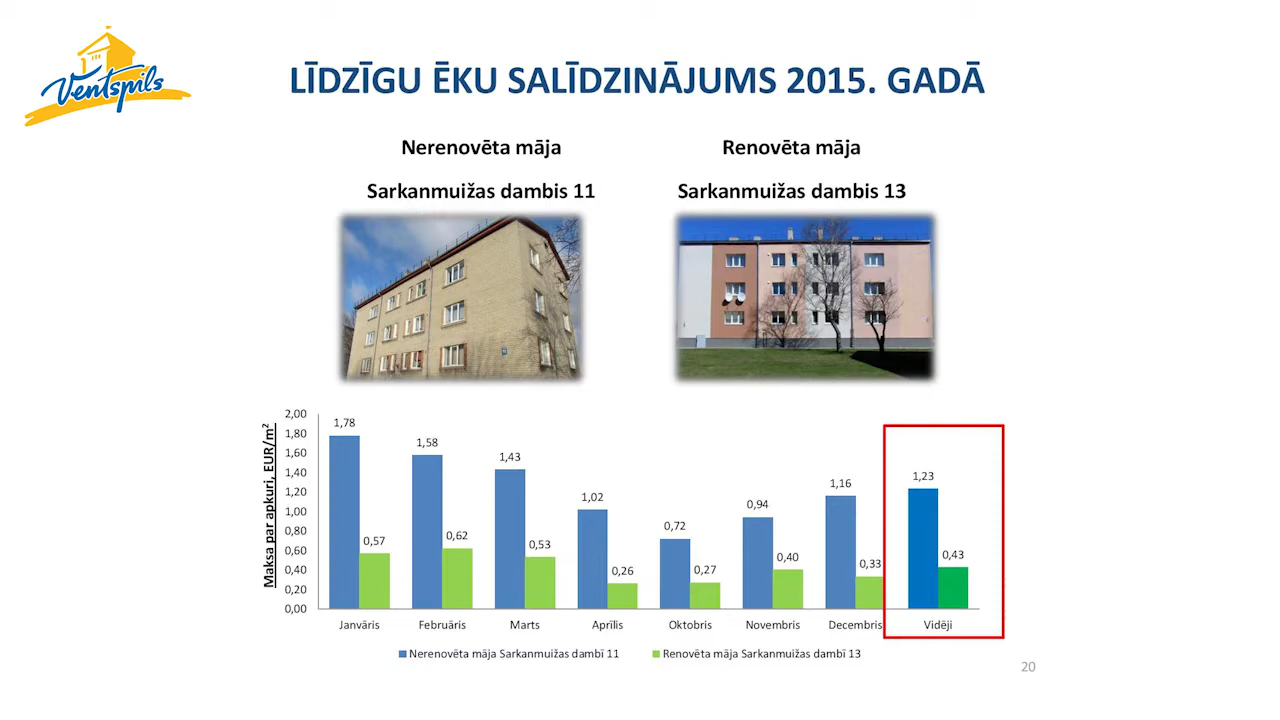 Ventspils
LĪDZĪGU ĒKU SALĪDZINĀJUMS 2015. GADĀ
Nerenovēta māja
Renovēta māja
Sarkanmuižas dambis 11
Sarkanmuižas dambis 13
Maksa par apkuri, EUR/m²
2,00
1,80
1,60
1,40
1,20
1,00
0,80
0,60
0,40
0,20
0,00
1,78
0,57
1,58
0,62
1,43
0,53
1,02
0,26
0,72
0,27
0,94
0,40
1,16
0,33
1,23
0,43
Janvāris
Februāris
Marts
Aprīlis
Oktobris
Novembris
Decembris
Vidēji
Nerenovēta māja Sarkanmuižas dambī 11
Renovēta māja Sarkanmuižas dambī 13
20